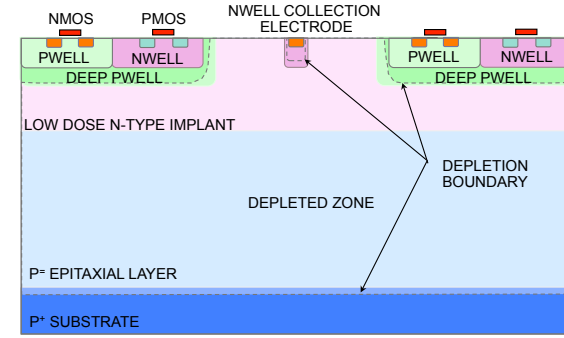 NMOS
PMOS
NWELL COLLECTION
ELECTRODE
PWELL
NWELL
DEEP PWELL
PWELL
NWELL
DEEP PWELL
LOW DOSE N-TYPE IMPLANT
DEPLETION
BOUNDARY
DEPLETED ZONE
P⁼ EPITAXIAL LAYER
P⁺ SUBSTRATE